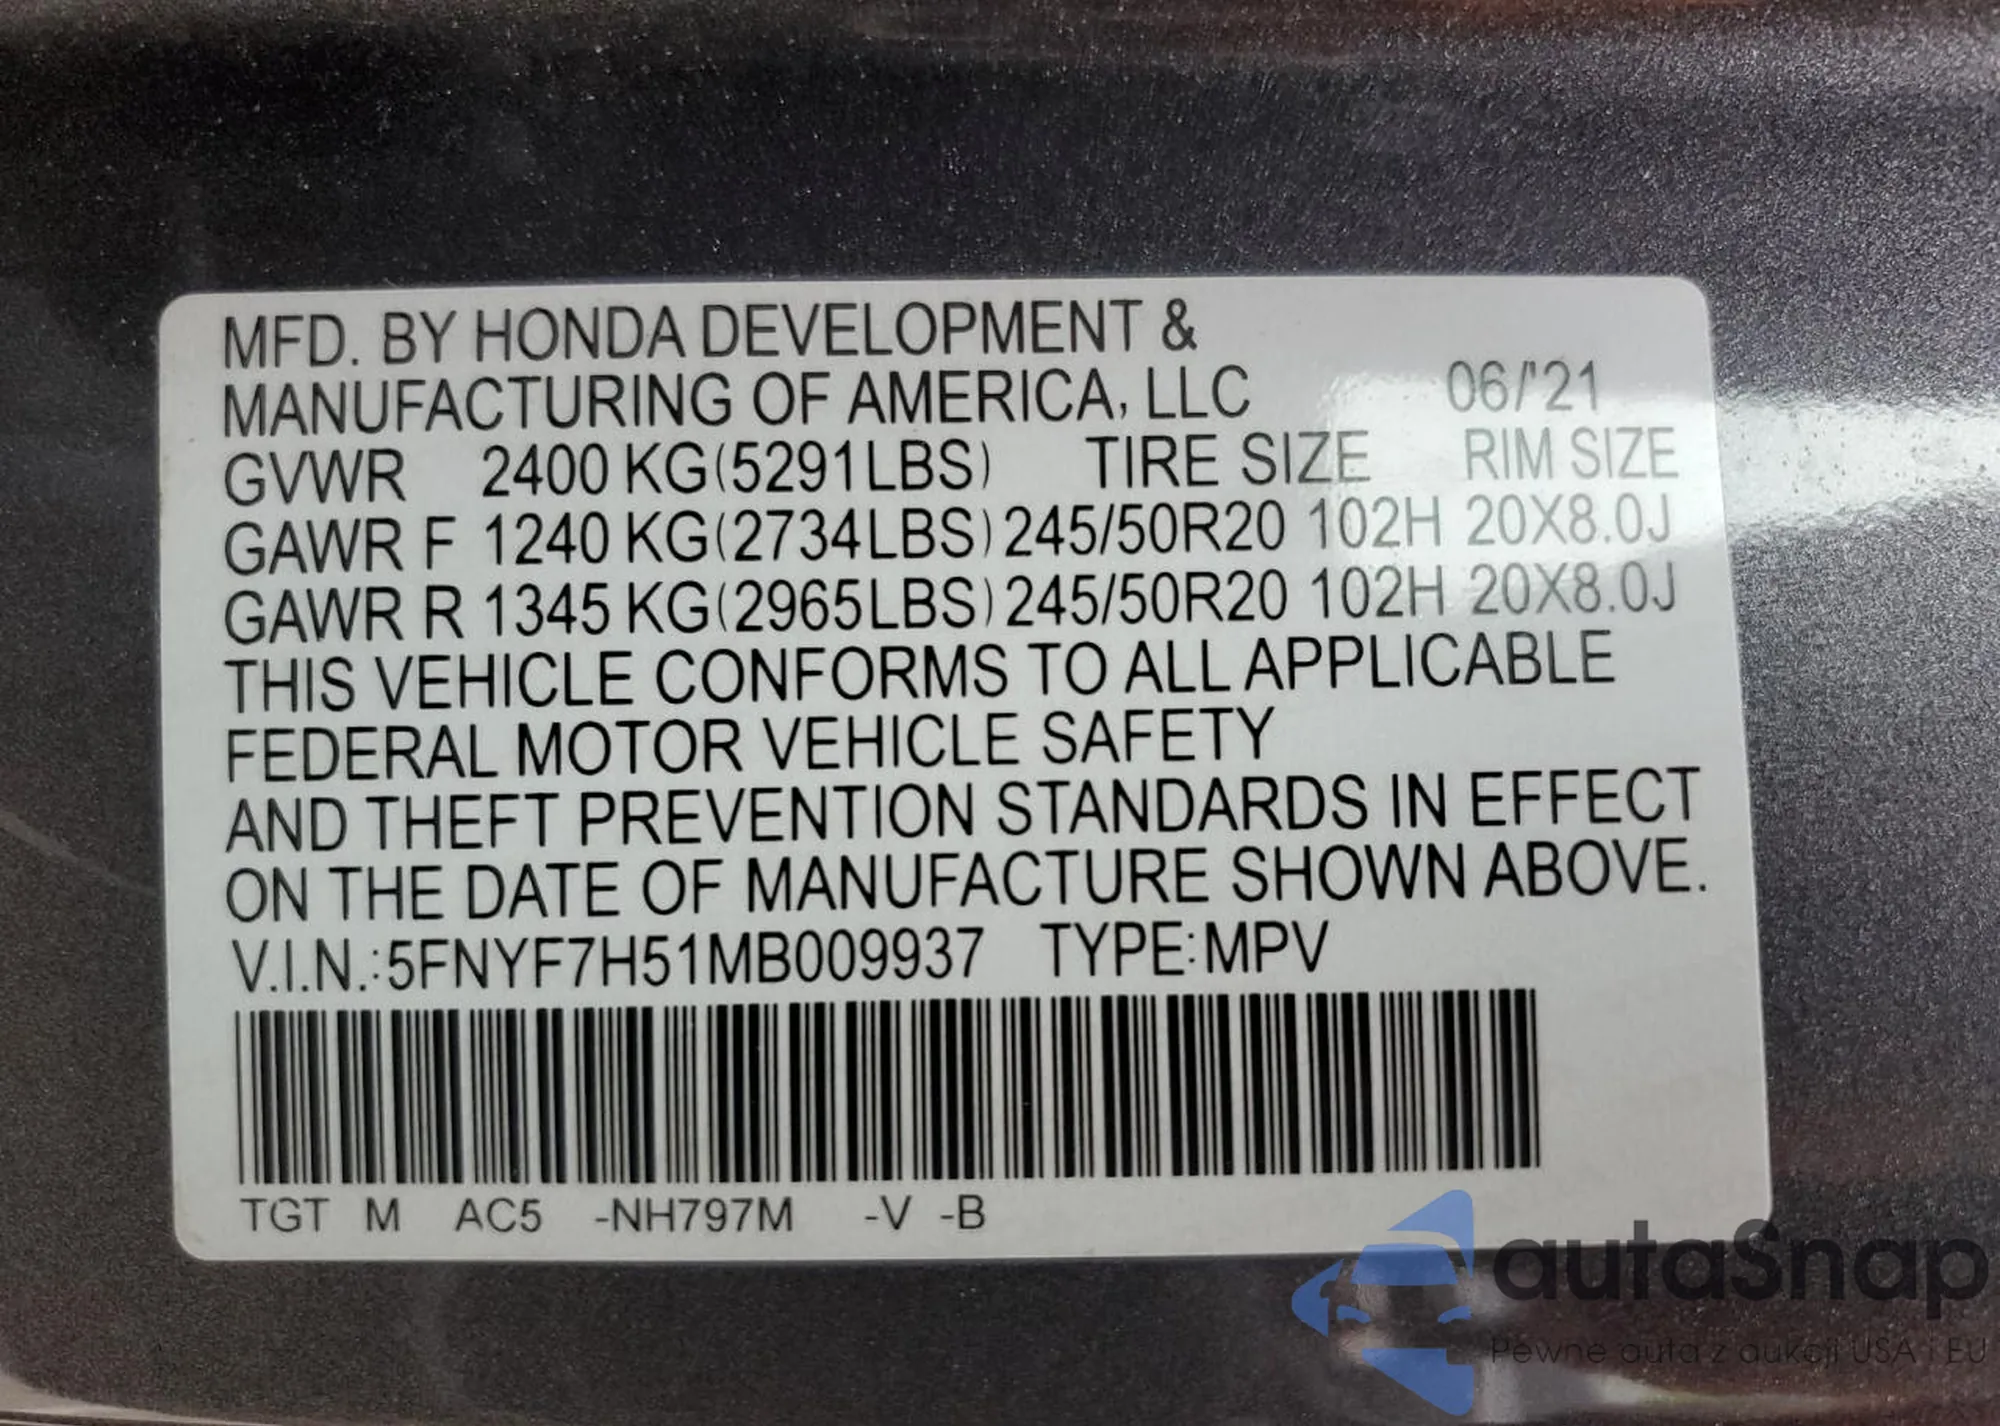 MFD. BY HONDA DEVELOPMENT &
MANUFACTURING OF AMERICA, LLC 06/'21
GVWR 2400 KG(5291LBS) TIRE SIZE RIM SIZE
GAWR F 1240 KG(2734LBS) 245/50R20 102H 20X8.0J
GAWR R 1345 KG(2965LBS) 245/50R20 102H 20X8.0J
THIS VEHICLE CONFORMS TO ALL APPLICABLE
FEDERAL MOTOR VEHICLE SAFETY
AND THEFT PREVENTION STANDARDS IN EFFECT
ON THE DATE OF MANUFACTURE SHOWN ABOVE.
V.I.N.:5FNYF7H51MB009937 TYPE:MPV
TGT M AC5 -NH797M -V -B
autaSnap
Pewne auta z aukcji USA i EU